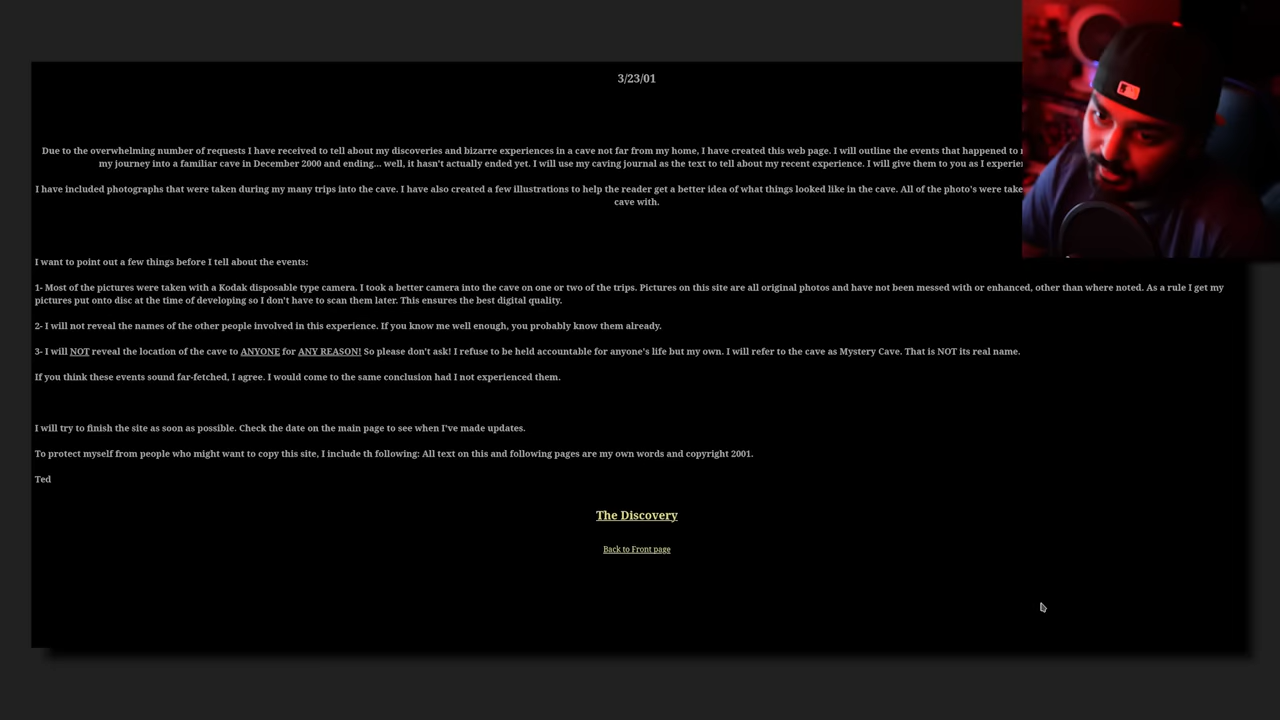 3/23/01
Due to the overwhelming number of requests I have received to tell about my discoveries and bizarre experiences in a cave not far from my home, I have created this web page. I will outline the events that happened to
my journey into a familiar cave in December 2000 and ending... well, it hasn't actually ended yet. I will use my caving journal as the text to tell about my recent experience. I will give them to you as I
I have included photographs that were taken during my many trips into the cave. I have also created a few illustrations to help the reader get a better idea of what things looked like in the cave. All of the photo's were
cave with.
I want to point out a few things before I tell about the events:
1- Most of the pictures were taken with a Kodak disposable type camera. I took a better camera into the cave on one or two of the trips. Pictures on this site are all original photos and have not been messed with or enhanced, other than where noted. As a rule I get my
pictures put onto disc at the time of developing so I don't have to scan them later. This ensures the best digital quality.
2- I will not reveal the names of the other people involved in this experience. If you know me well enough, you probably know them already.
3- I will NOT reveal the location of the cave to ANYONE for ANY REASON! So please don't ask! I refuse to be held accountable for anyone's life but my own. I will refer to the cave as Mystery Cave. That is NOT its real name.
If you think these events sound far-fetched, I agree. I would come to the same conclusion had I not experienced them.
I will try to finish the site as soon as possible. Check the date on the main page to see when I've made updates.
To protect myself from people who might want to copy this site, I include th following: All text on this and following pages are my own words and copyright 2001.
Ted
The Discovery
Back to Front page